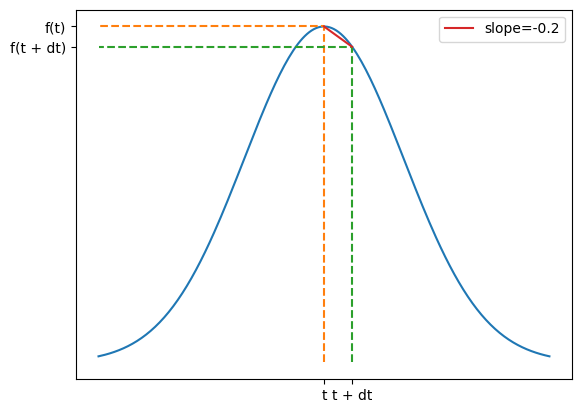 f(t)
f(t + dt)
slope=-0.2
t t + dt